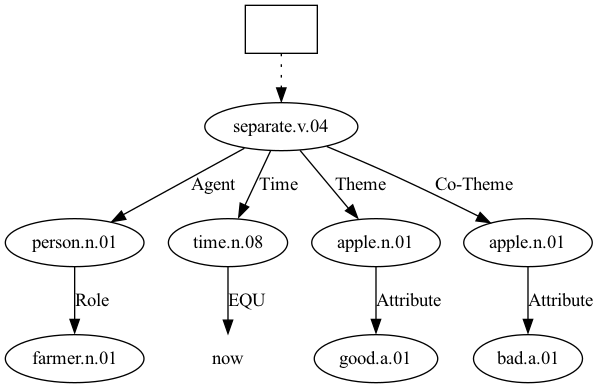 separate.v.04
Agent Time Theme Co-Theme
person.n.01 time.n.08 apple.n.01 apple.n.01
Role EQU Attribute Attribute
farmer.n.01 now good.a.01 bad.a.01